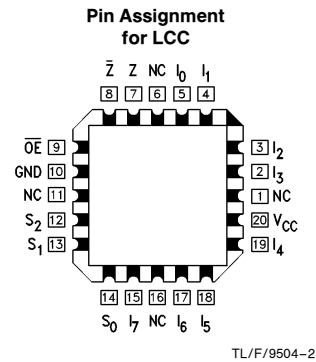 Pin Assignment
for LCC
Z̅ Z NC I0 I1
8 7 6 5 4
OE̅ 9 3 I2
GND 10 2 I3
NC 11 1 NC
S2 12 20 VCC
S1 13 19 I4
14 15 16 17 18
S0 I7 NC I6 I5
TL/F/9504–2